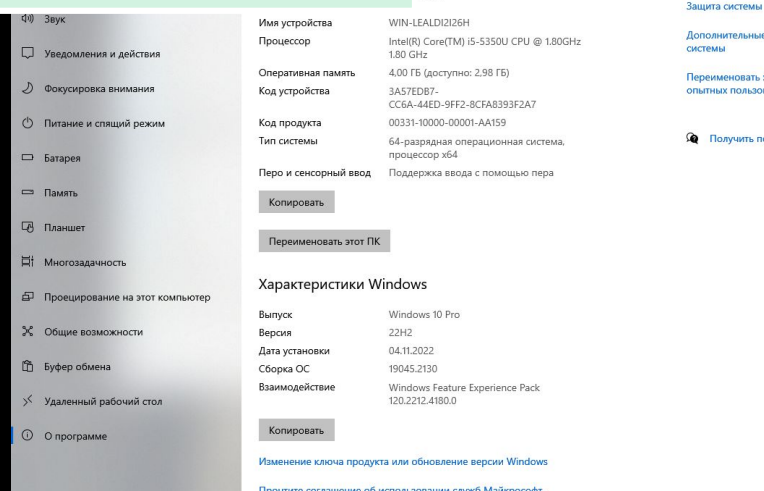 Звук
Уведомления и действия
Фокусировка внимания
Питание и спящий режим
Батарея
Память
Планшет
Многозадачность
Проецирование на этот компьютер
Общие возможности
Буфер обмена
Удаленный рабочий стол
О программе
Имя устройства WIN-LEALDI2I26H
Процессор Intel(R) Core(TM) i5-5350U CPU @ 1.80GHz
1.80 GHz
Оперативная память 4,00 ГБ (доступно: 2,98 ГБ)
Код устройства 3A57EDB7-
CC6A-44ED-9FF2-8CFA8393F2A7
Код продукта 00331-10000-00001-AA159
Тип системы 64-разрядная операционная система,
процессор x64
Перо и сенсорный ввод Поддержка ввода с помощью пера
Копировать
Переименовать этот ПК
Характеристики Windows
Выпуск Windows 10 Pro
Версия 22H2
Дата установки 04.11.2022
Сборка ОС 19045.2130
Взаимодействие Windows Feature Experience Pack
120.2212.4180.0
Копировать
Изменение ключа продукта или обновление версии Windows
Прочтите соглашение об использовании служб Майкрософт
Защита системы
Дополнительные
системы
Переименовать
опытных
Получить